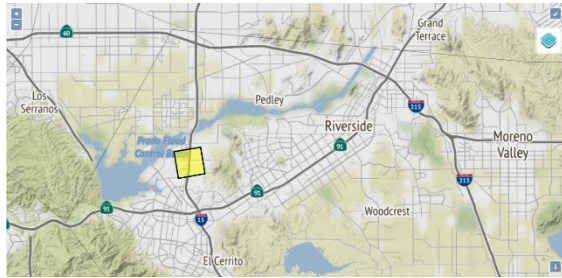 +
-
60
Grand
Terrace
Los
Serranos
Pedley
215
Riverside
Prado Flood
Control Ba
91
Moreno
Valley
215
91
91
15
Woodcrest
El Cerrito
i